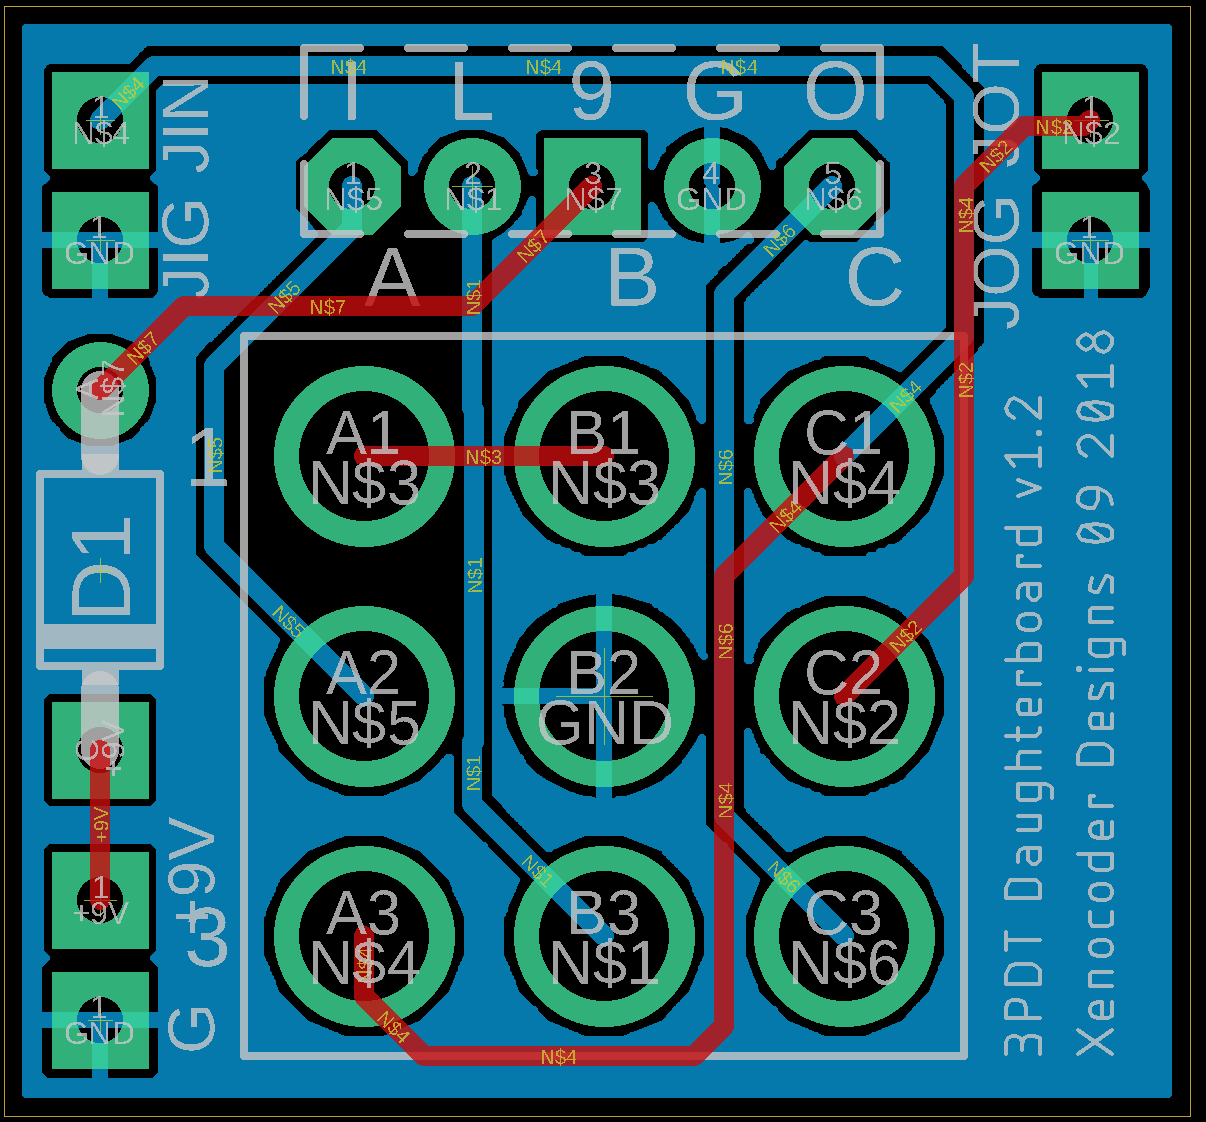 I L 9 G O
N$4 N$4 N$4
JIN
JOT
N$4
1
N$4
1
N$5
2
N$1
3
N$7
4
GND
5
N$6
1
N$2
N$2
N$2
JIG
JOG
1
GND
1
GND
N$4
N$7
N$6
A B C
N$5
N$7
N$1
N$7
A
N$7
N$2
N$4
1
N$5
A1
N$3
N$3
B1
N$3
N$6
C1
N$4
N$4
D1
N$1
N$5
A2
N$5
B2
GND
N$6
C2
N$2
N$2
C
+9V
N$1
N$4
+9V
+9V
1
+9V
3
N$1
N$6
A3
N$4
N$4
B3
N$1
C3
N$6
G
1
GND
N$4
N$4
3PDT Daughterboard v1.2
Xenocoder Designs 09 2018